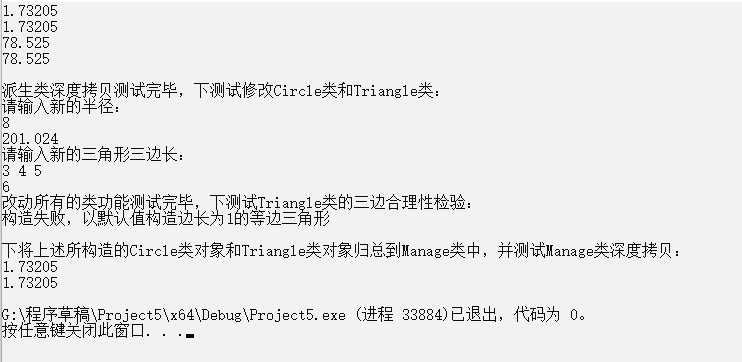 1.73205
1.73205
78.525
78.525
派生类深度拷贝测试完毕，下测试修改Circle类和Triangle类：
请输入新的半径：
8
201.024
请输入新的三角形三边长：
3 4 5
6
改动所有的类功能测试完毕，下测试Triangle类的三边合理性检验：
构造失败，以默认值构造边长为1的等边三角形
下将上述所构造的Circle类对象和Triangle类对象归总到Manage类中，并测试Manage类深度拷贝：
1.73205
1.73205
G:\程序草稿\Project5\x64\Debug\Project5.exe (进程 33884)已退出，代码为 0。
按任意键关闭此窗口. . .